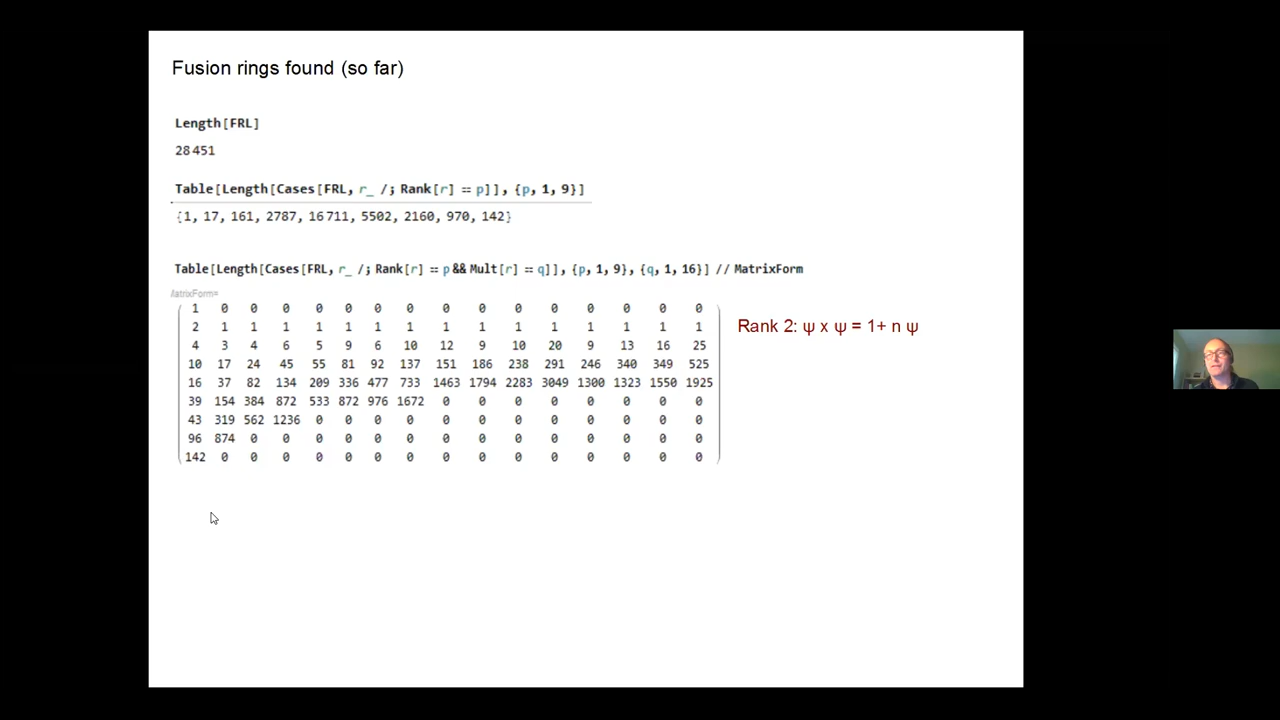 Fusion rings found (so far)
Length[FRL]
28 451
Table[Length[Cases[FRL, r_ /; Rank[r] == p]], {p, 1, 9}]
{1, 17, 161, 2787, 16 711, 5502, 2160, 970, 142}
Table[Length[Cases[FRL, r_ /; Rank[r] == p && Mult[r] == q]], {p, 1, 9}, {q, 1, 16}] // MatrixForm
MatrixForm=
1 0 0 0 0 0 0 0 0 0 0 0 0 0 0 0
2 1 1 1 1 1 1 1 1 1 1 1 1 1 1 1
4 3 4 6 5 9 6 10 12 9 10 20 9 13 16 25
10 17 24 45 55 81 92 137 151 186 238 291 246 340 349 525
16 37 82 134 209 336 477 733 1463 1794 2283 3049 1300 1323 1550 1925
39 154 384 872 533 872 976 1672 0 0 0 0 0 0 0 0
43 319 562 1236 0 0 0 0 0 0 0 0 0 0 0 0
96 874 0 0 0 0 0 0 0 0 0 0 0 0 0 0
142 0 0 0 0 0 0 0 0 0 0 0 0 0 0 0
Rank 2: ψ x ψ = 1+ n ψ